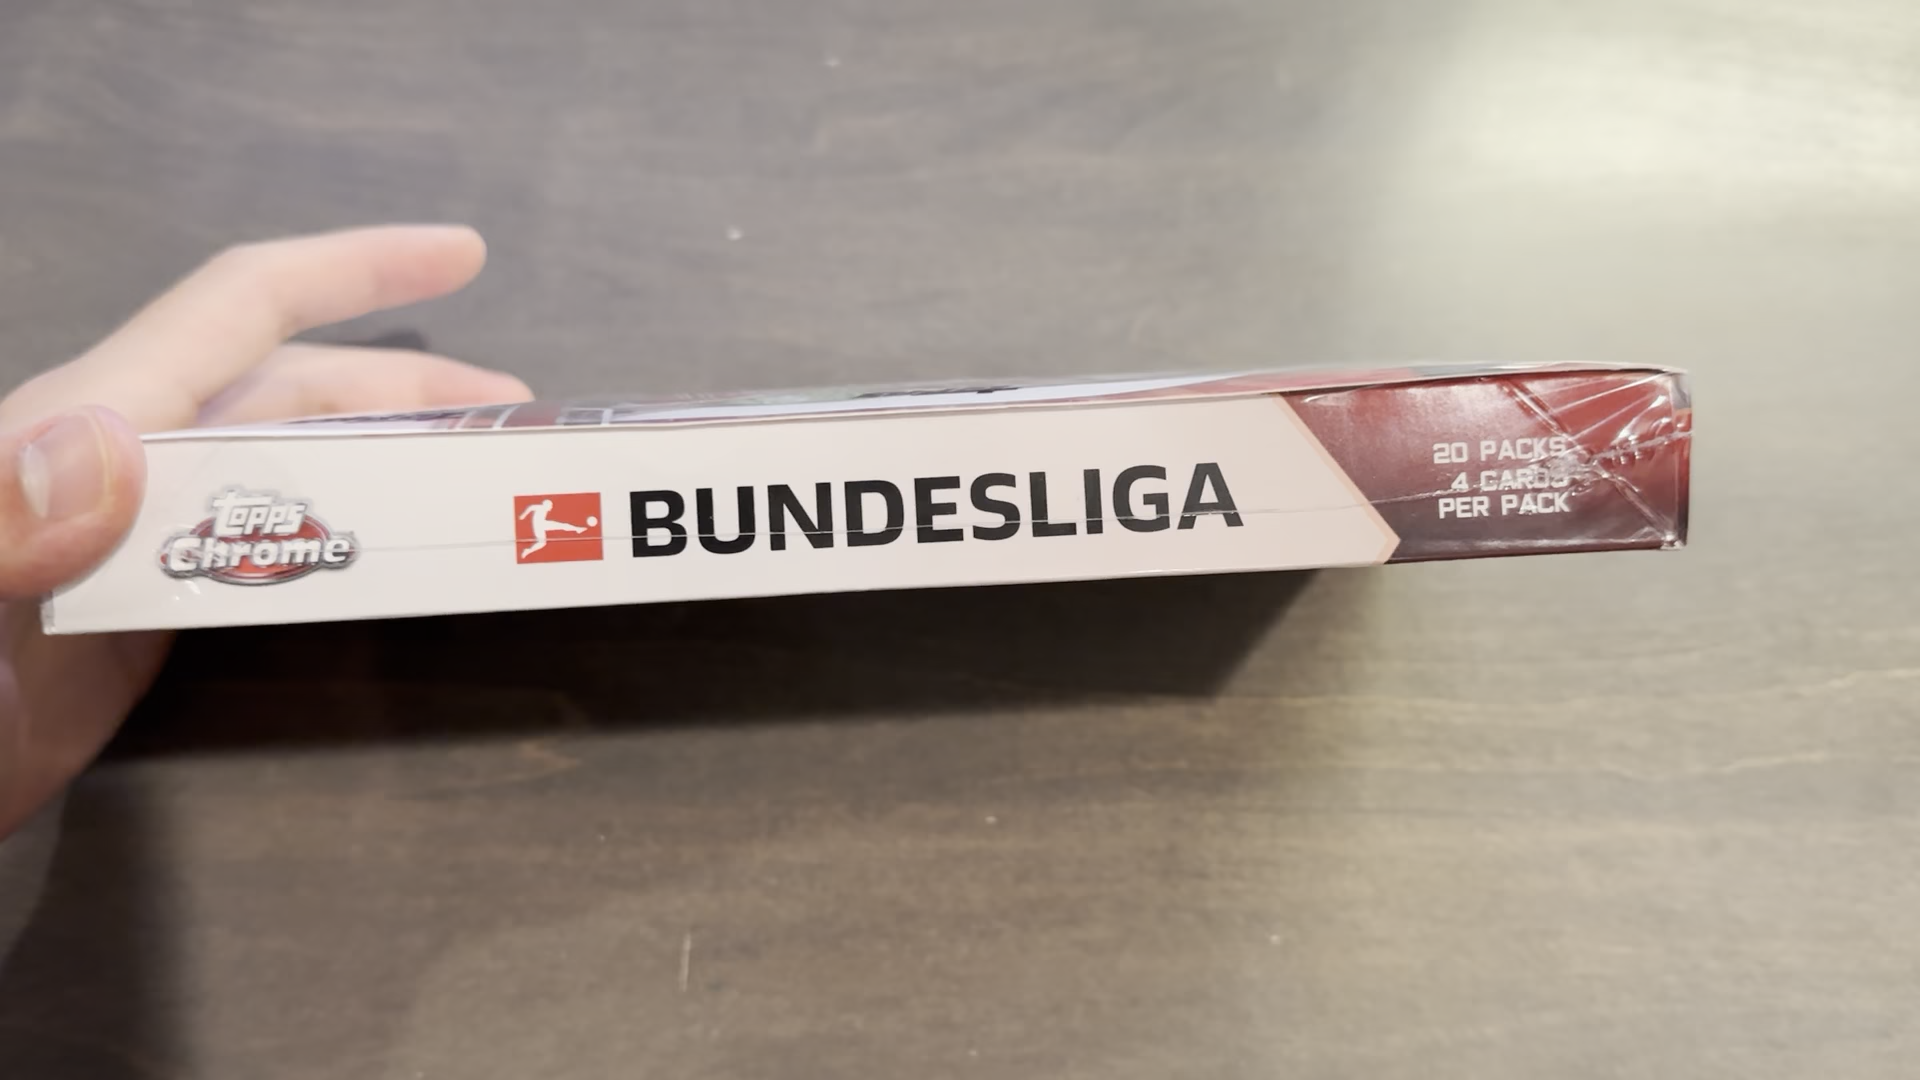 Topps
Chrome
BUNDESLIGA
20 PACKS
4 CARDS
PER PACK